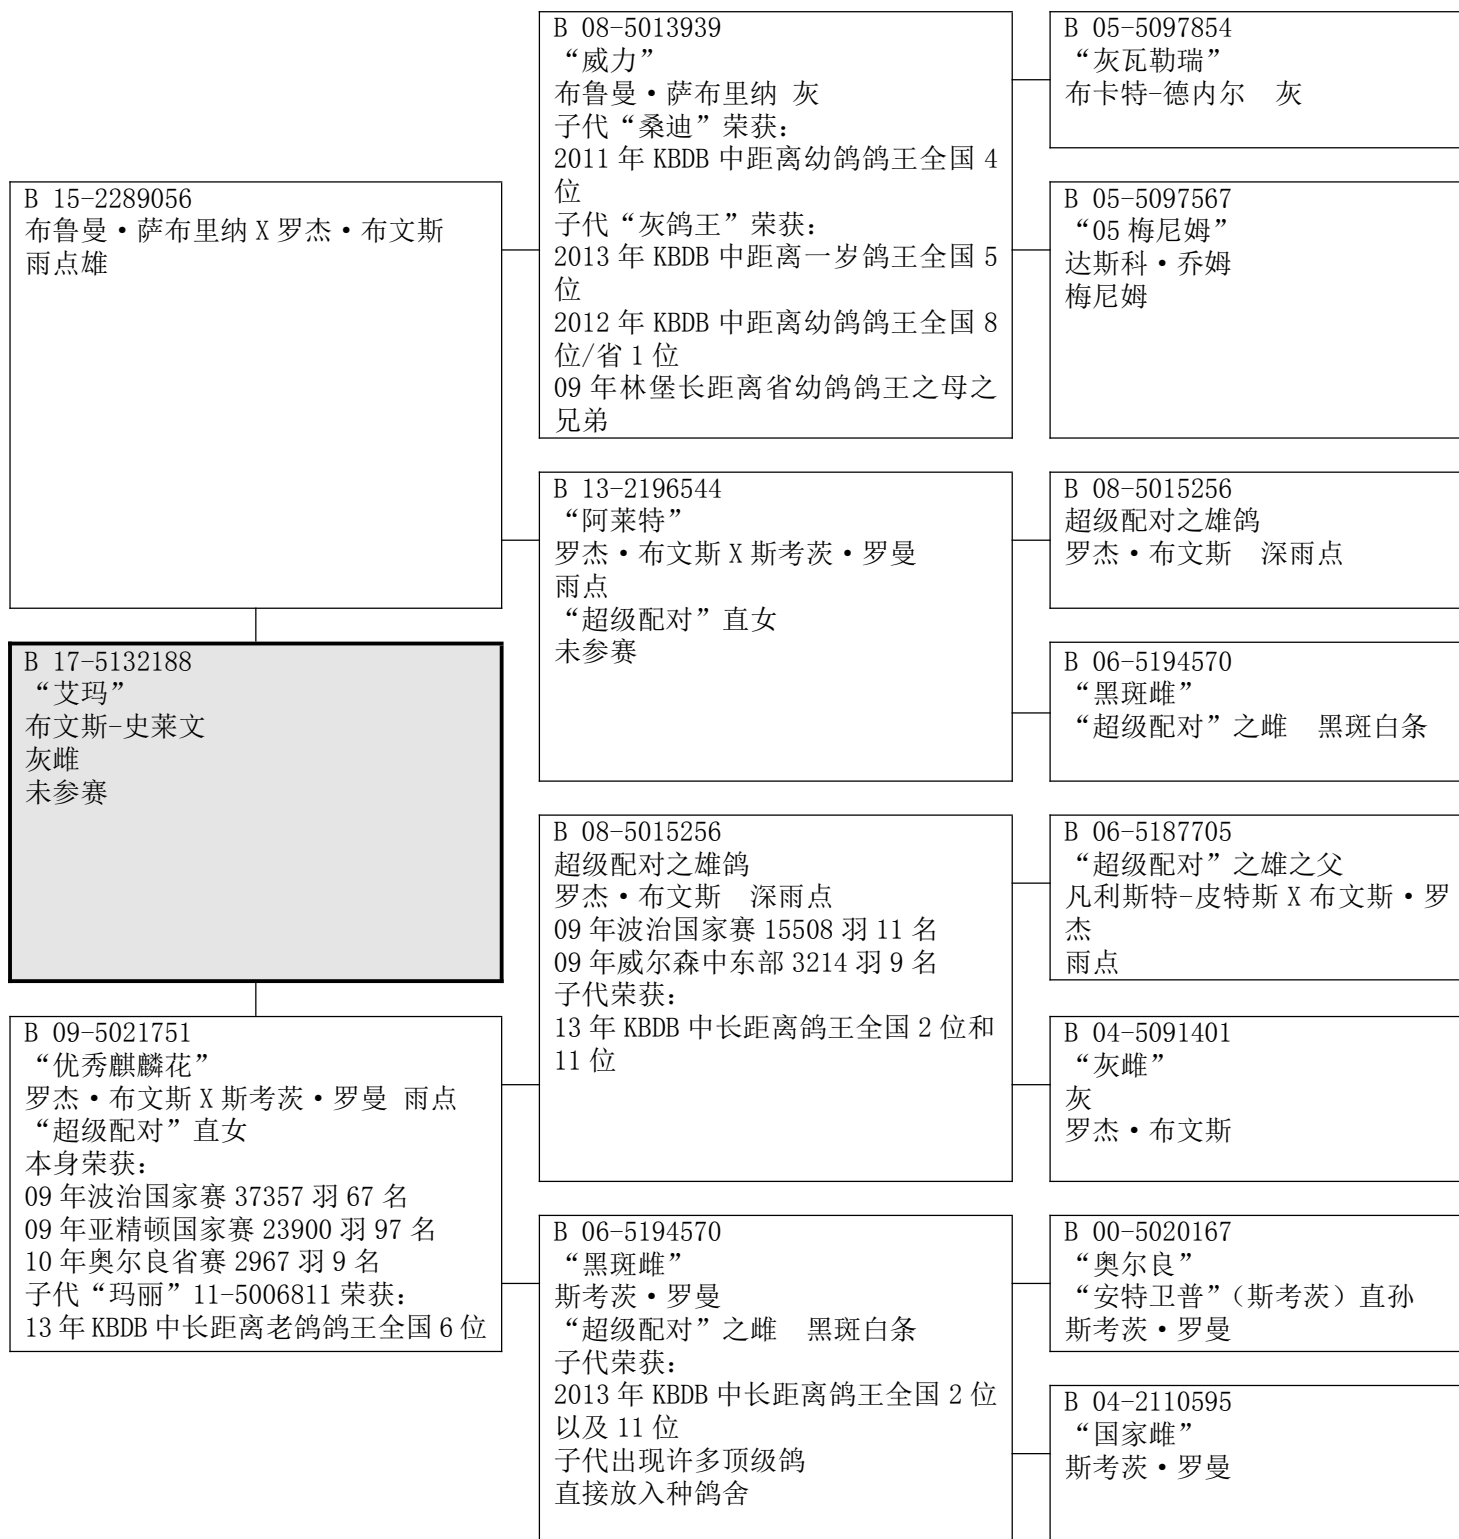 B 15-2289056
布鲁曼·萨布里纳 X 罗杰·布文斯
雨点雄
B 17-5132188
“艾玛”
布文斯-史莱文
灰雌
未参赛
B 09-5021751
“优秀麒麟花”
罗杰·布文斯 X 斯考茨·罗曼 雨点
“超级配对”直女
本身荣获：
09 年波治国家赛 37357 羽 67 名
09 年亚精顿国家赛 23900 羽 97 名
10 年奥尔良省赛 2967 羽 9 名
子代“玛丽”11-5006811 荣获：
13 年 KBDB 中长距离老鸽鸽王全国 6 位
B 08-5013939
“威力”
布鲁曼·萨布里纳 灰
子代“桑迪”荣获：
2011 年 KBDB 中距离幼鸽鸽王全国 4
位
子代“灰鸽王”荣获：
2013 年 KBDB 中距离一岁鸽王全国 5
位
2012 年 KBDB 中距离幼鸽鸽王全国 8
位/省 1 位
09 年林堡长距离省幼鸽鸽王之母之
兄弟
B 13-2196544
“阿莱特”
罗杰·布文斯 X 斯考茨·罗曼
雨点
“超级配对”直女
未参赛
B 08-5015256
超级配对之雄鸽
罗杰·布文斯 深雨点
09 年波治国家赛 15508 羽 11 名
09 年威尔森中东部 3214 羽 9 名
子代荣获：
13 年 KBDB 中长距离鸽王全国 2 位和
11 位
B 06-5194570
“黑斑雌”
斯考茨·罗曼
“超级配对”之雌 黑斑白条
子代荣获：
2013 年 KBDB 中长距离鸽王全国 2 位
以及 11 位
子代出现许多顶级鸽
直接放入种鸽舍
B 05-5097854
“灰瓦勒瑞”
布卡特-德内尔 灰
B 05-5097567
“05 梅尼姆”
达斯科·乔姆
梅尼姆
B 08-5015256
超级配对之雄鸽
罗杰·布文斯 深雨点
B 06-5194570
“黑斑雌”
“超级配对”之雌 黑斑白条
B 06-5187705
“超级配对”之雄之父
凡利斯特-皮特斯 X 布文斯·罗
杰
雨点
B 04-5091401
“灰雌”
灰
罗杰·布文斯
B 00-5020167
“奥尔良”
“安特卫普”（斯考茨）直孙
斯考茨·罗曼
B 04-2110595
“国家雌”
斯考茨·罗曼